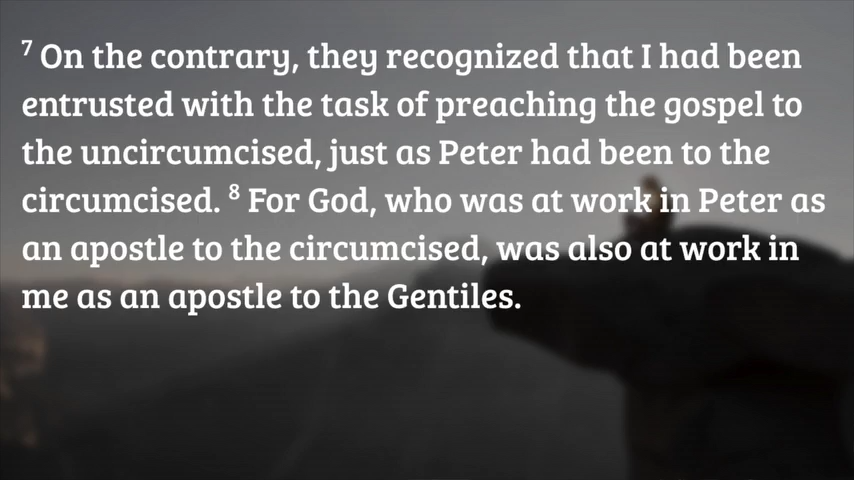 ⁷ On the contrary, they recognized that I had been
entrusted with the task of preaching the gospel to
the uncircumcised, just as Peter had been to the
circumcised. ⁸ For God, who was at work in Peter as
an apostle to the circumcised, was also at work in
me as an apostle to the Gentiles.